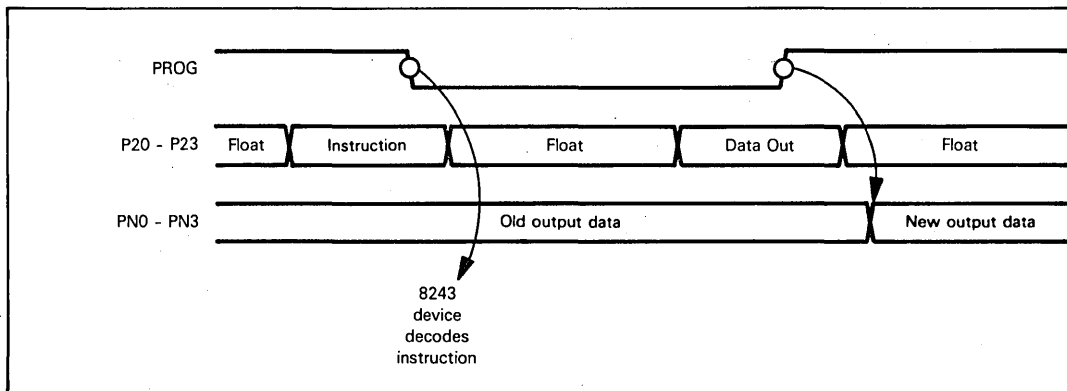 PROG
P20 - P23
Float
Instruction
Float
Data Out
Float
PN0 - PN3
Old output data
New output data
8243
device
decodes
instruction